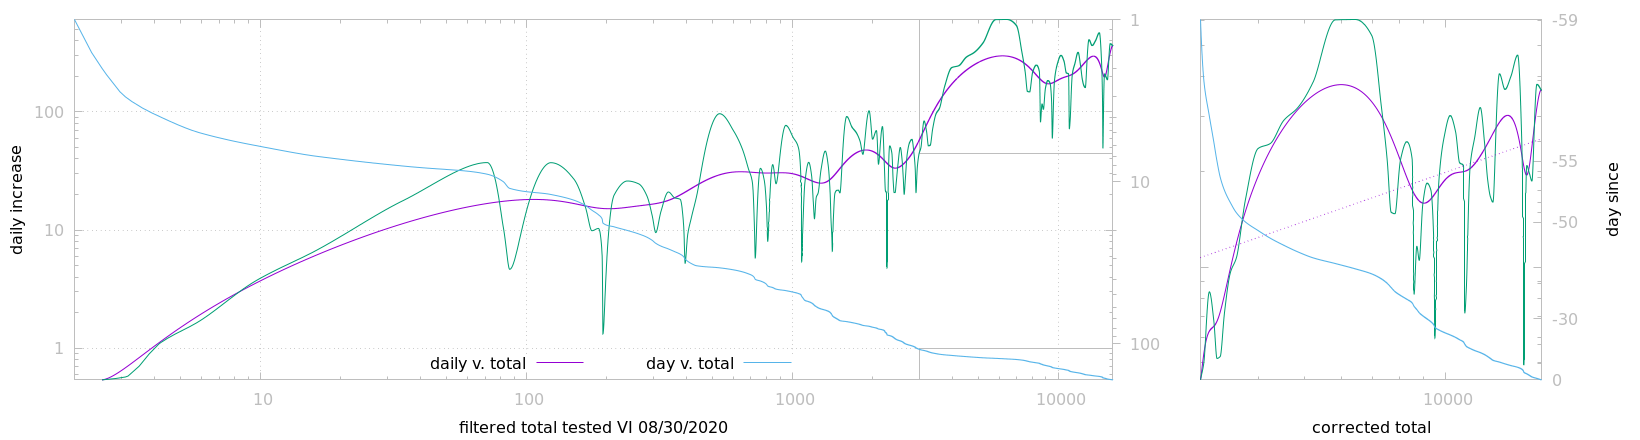 daily increase
100
10
1
10
100
1000
10000
1
10
100
daily v. total
day v. total
filtered total tested VI 08/30/2020
10000
-59
-55
-50
-30
0
corrected total
day since